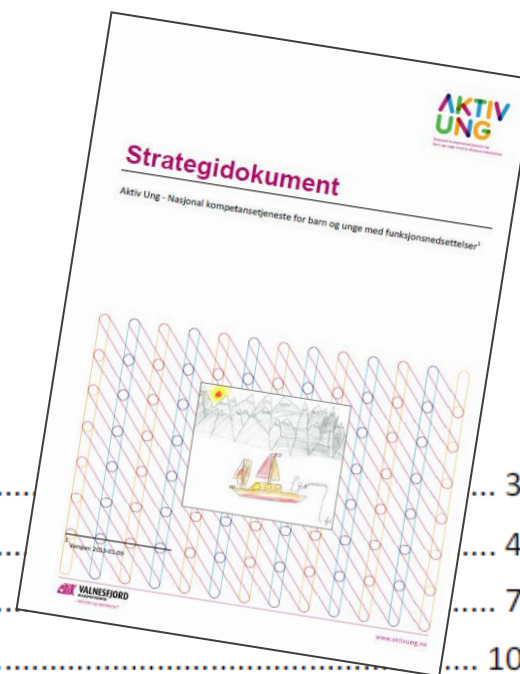 AKTIV
UNG
Strategidokument
Aktiv Ung - Nasjonal kompetansetjeneste for barn og unge med funksjonsnedsettelser¹
..... 3
.... 4
.... 7
.... 10
VALNESFJORD
www.aktivung.no